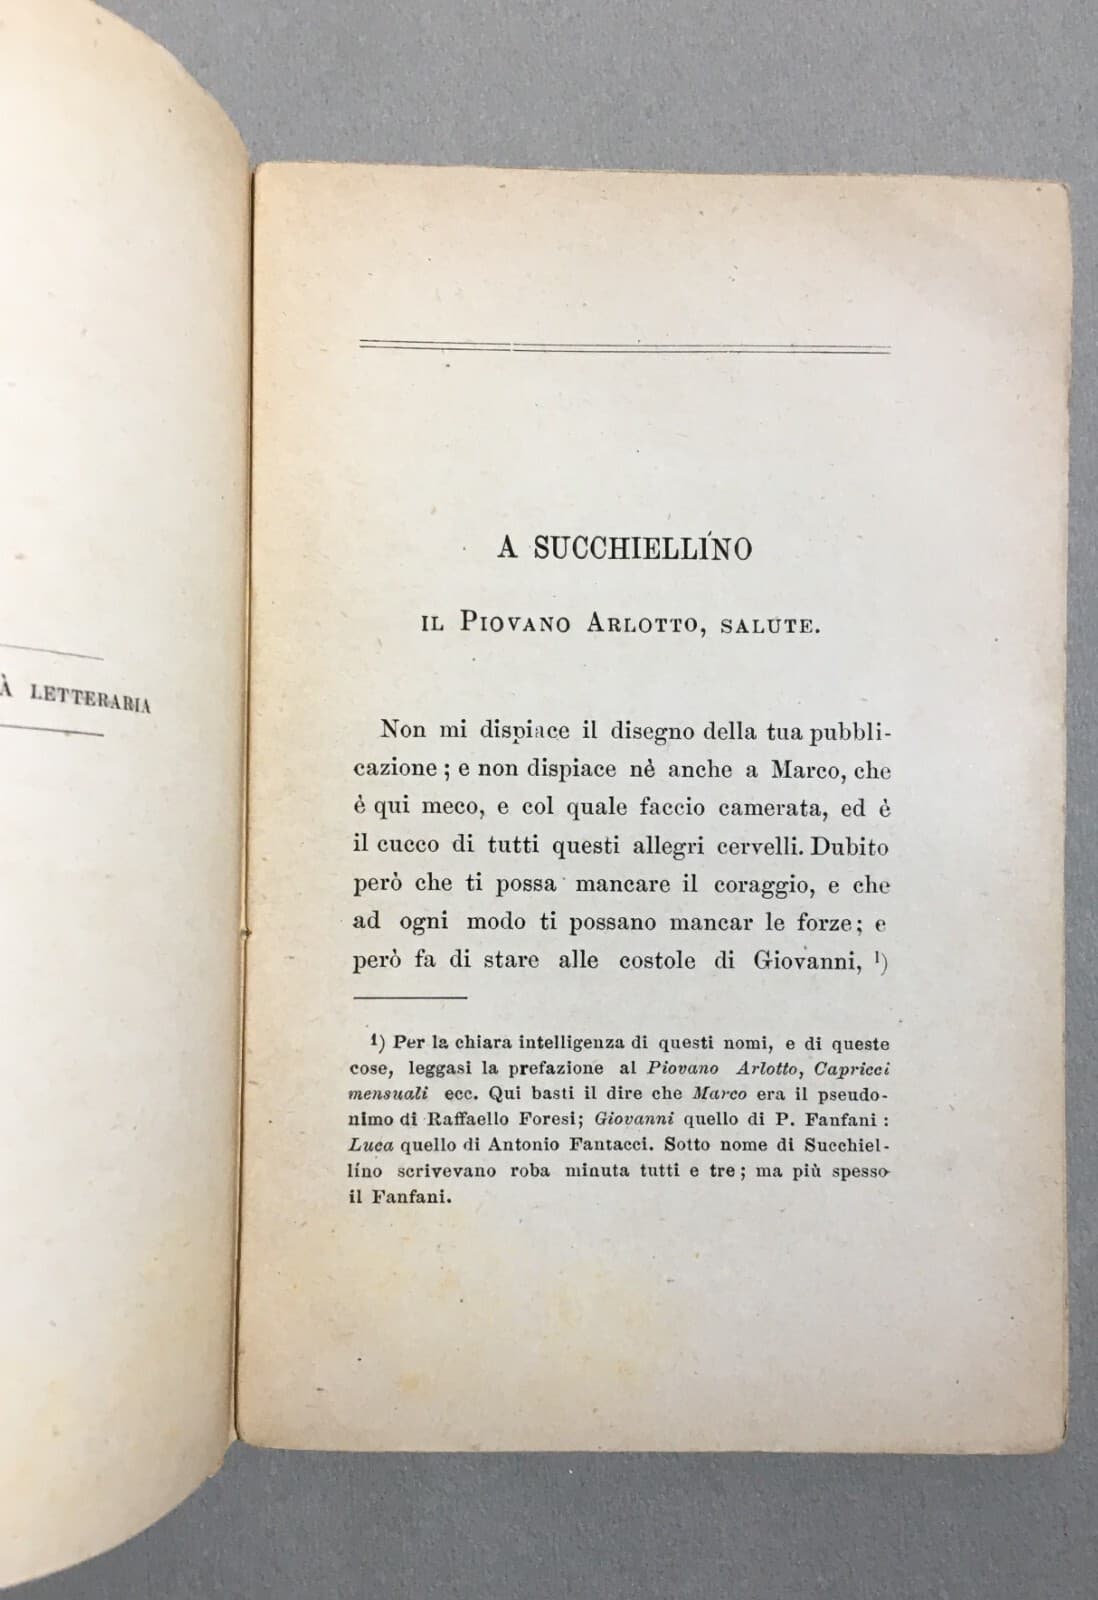 À LETTERARIA
A SUCCHIELLÍNO
IL PIOVANO ARLOTTO, SALUTE.
Non mi dispiace il disegno della tua pubbli-
cazione ; e non dispiace nè anche a Marco, che
è qui meco, e col quale faccio camerata, ed è
il cucco di tutti questi allegri cervelli. Dubito
però che ti possa mancare il coraggio, e che
ad ogni modo ti possano mancar le forze; e
però fa di stare alle costole di Giovanni, 1)
1) Per la chiara intelligenza di questi nomi, e di queste
cose, leggasi la prefazione al Piovano Arlotto, Capricci
mensuali ecc. Qui basti il dire che Marco era il pseudo-
nimo di Raffaello Foresi; Giovanni quello di P. Fanfani :
Luca quello di Antonio Fantacci. Sotto nome di Succhiel-
líno scrivevano roba minuta tutti e tre ; ma più spesso
il Fanfani.